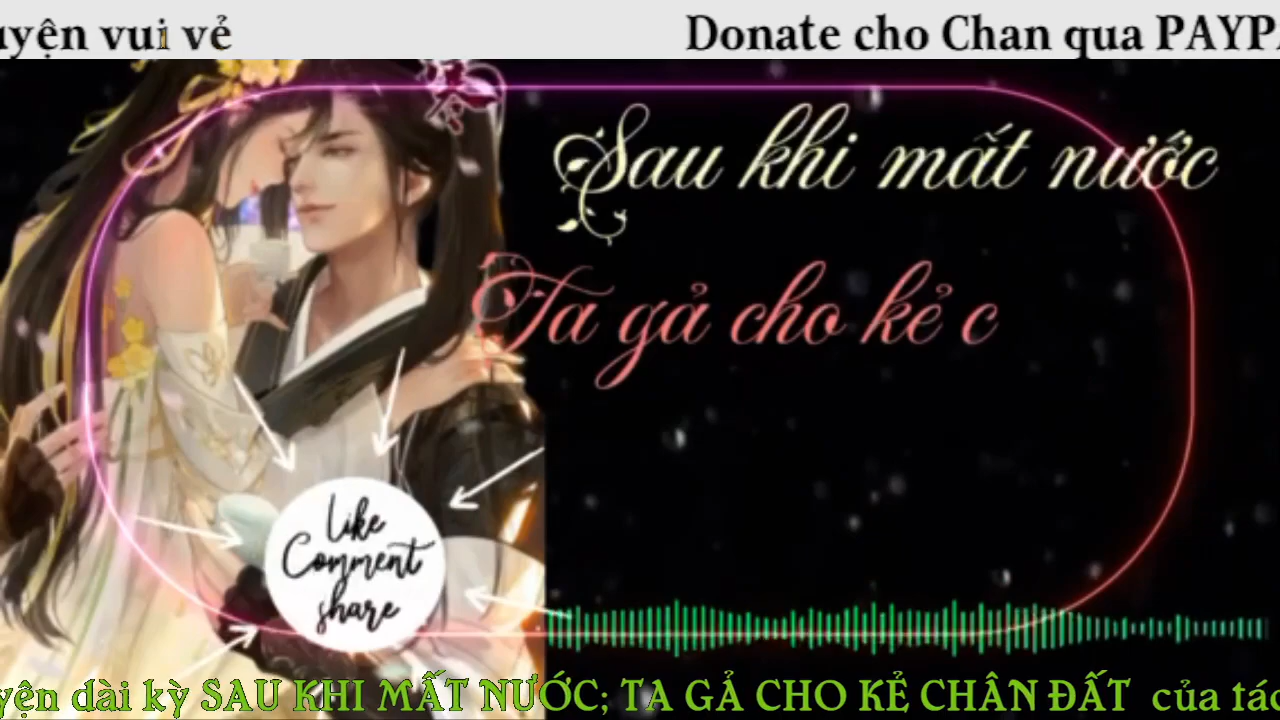 uyện vui vẻ Donate cho Chan qua PAYPA
Sau khi mất nước
Ta gả cho kẻ c
Like
Comment
share
yện dài kỳ SAU KHI MẤT NƯỚC; TA GẢ CHO KẺ CHÂN ĐẤT của tác